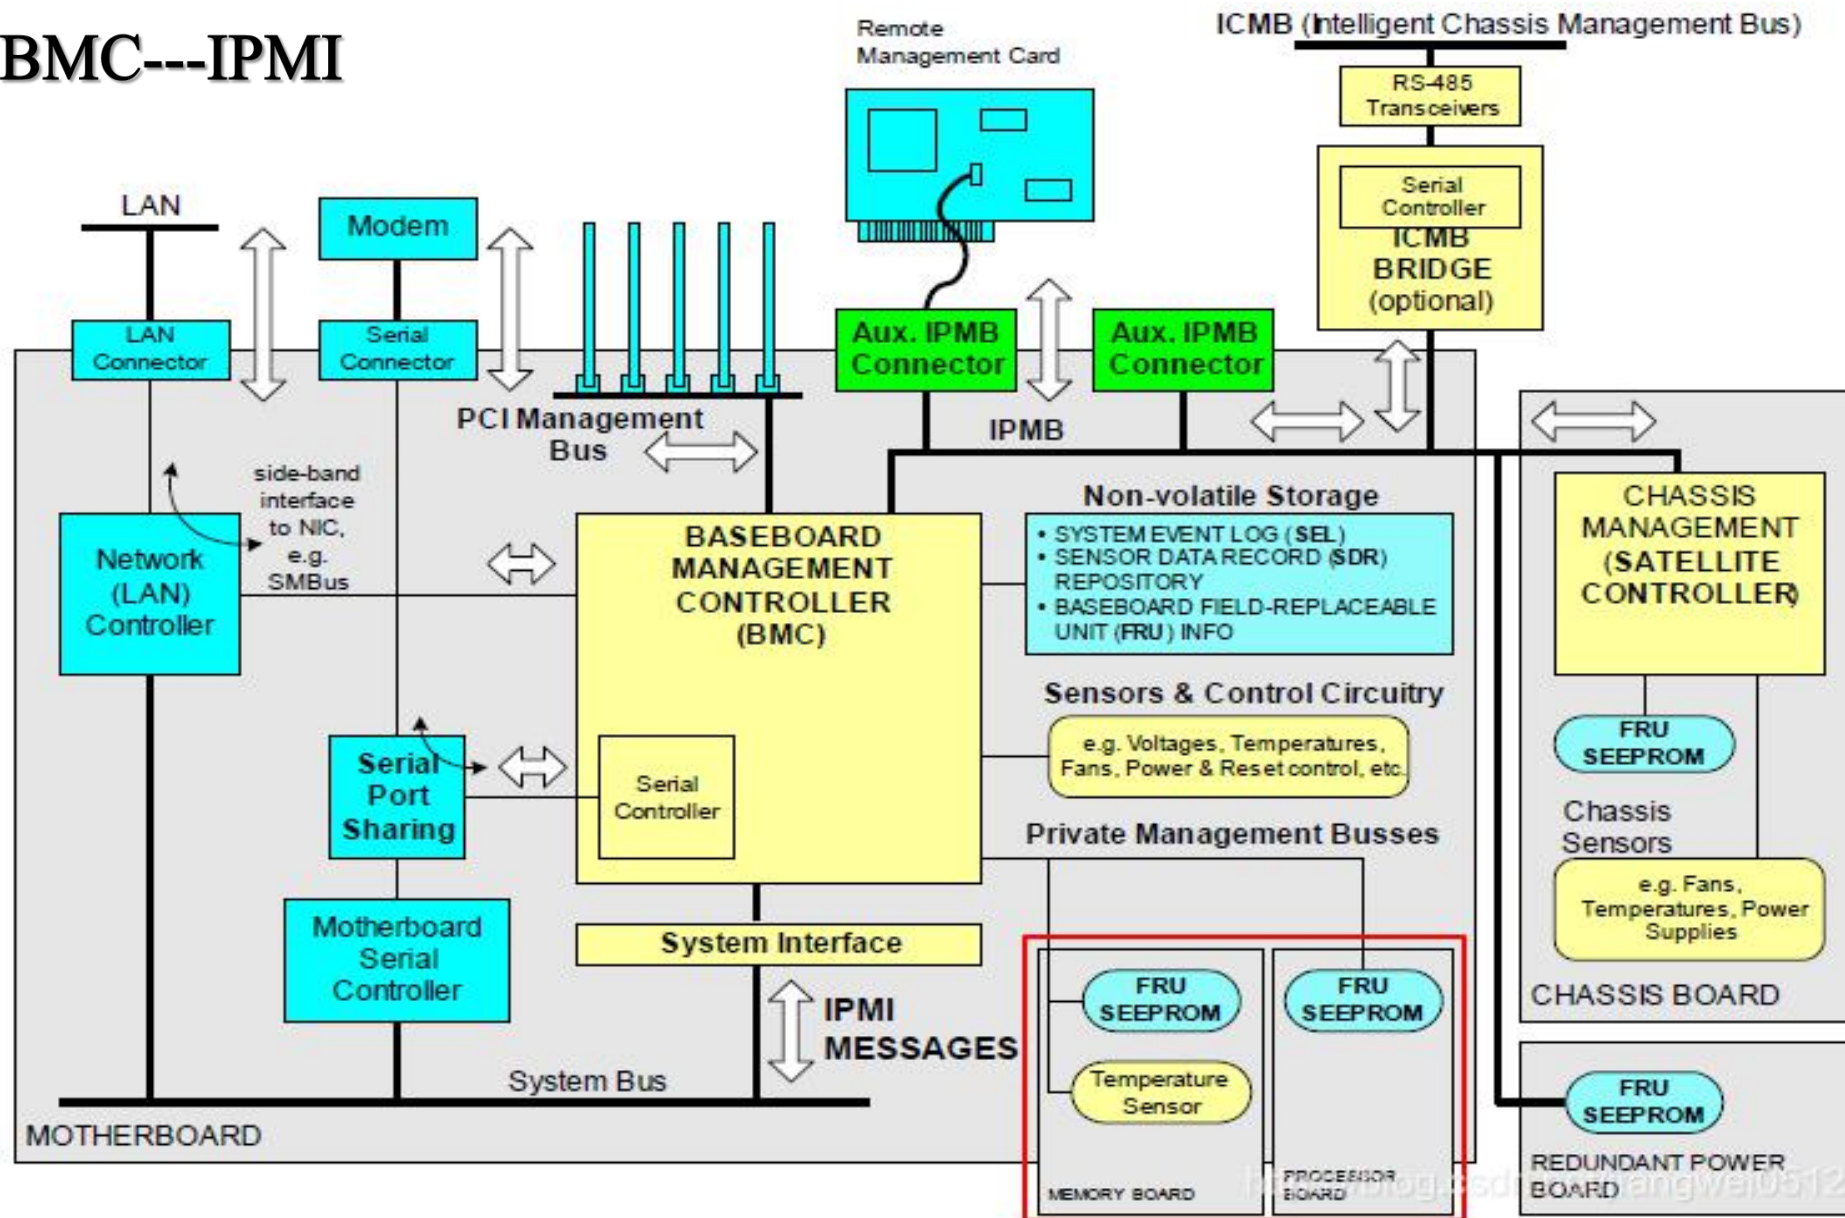 BMC---IPMI
Remote
Management Card
ICMB (Intelligent Chassis Management Bus)
RS-485
Transceivers
Serial
Controller
ICMB
BRIDGE
(optional)
LAN
Modem
LAN
Connector
Serial
Connector
Aux. IPMB
Connector
Aux. IPMB
Connector
PCI Management
Bus
IPMB
side-band
interface
to NIC,
e.g.
SMBus
Network
(LAN)
Controller
BASEBOARD
MANAGEMENT
CONTROLLER
(BMC)
Non-volatile Storage
• SYSTEM EVENT LOG (SEL)
• SENSOR DATA RECORD (SDR)
REPOSITORY
• BASEBOARD FIELD-REPLACEABLE
UNIT (FRU) INFO
CHASSIS
MANAGEMENT
(SATELLITE
CONTROLLER)
Sensors & Control Circuitry
e.g. Voltages, Temperatures,
Fans, Power & Reset control, etc.
FRU
SEEPROM
Serial
Port
Sharing
Serial
Controller
Private Management Busses
Chassis
Sensors
e.g. Fans,
Temperatures, Power
Supplies
Motherboard
Serial
Controller
System Interface
IPMI
MESSAGES
FRU
SEEPROM
FRU
SEEPROM
CHASSIS BOARD
Temperature
Sensor
System Bus
FRU
SEEPROM
MOTHERBOARD
MEMORY BOARD
PROCESSOR
BOARD
REDUNDANT POWER
BOARD